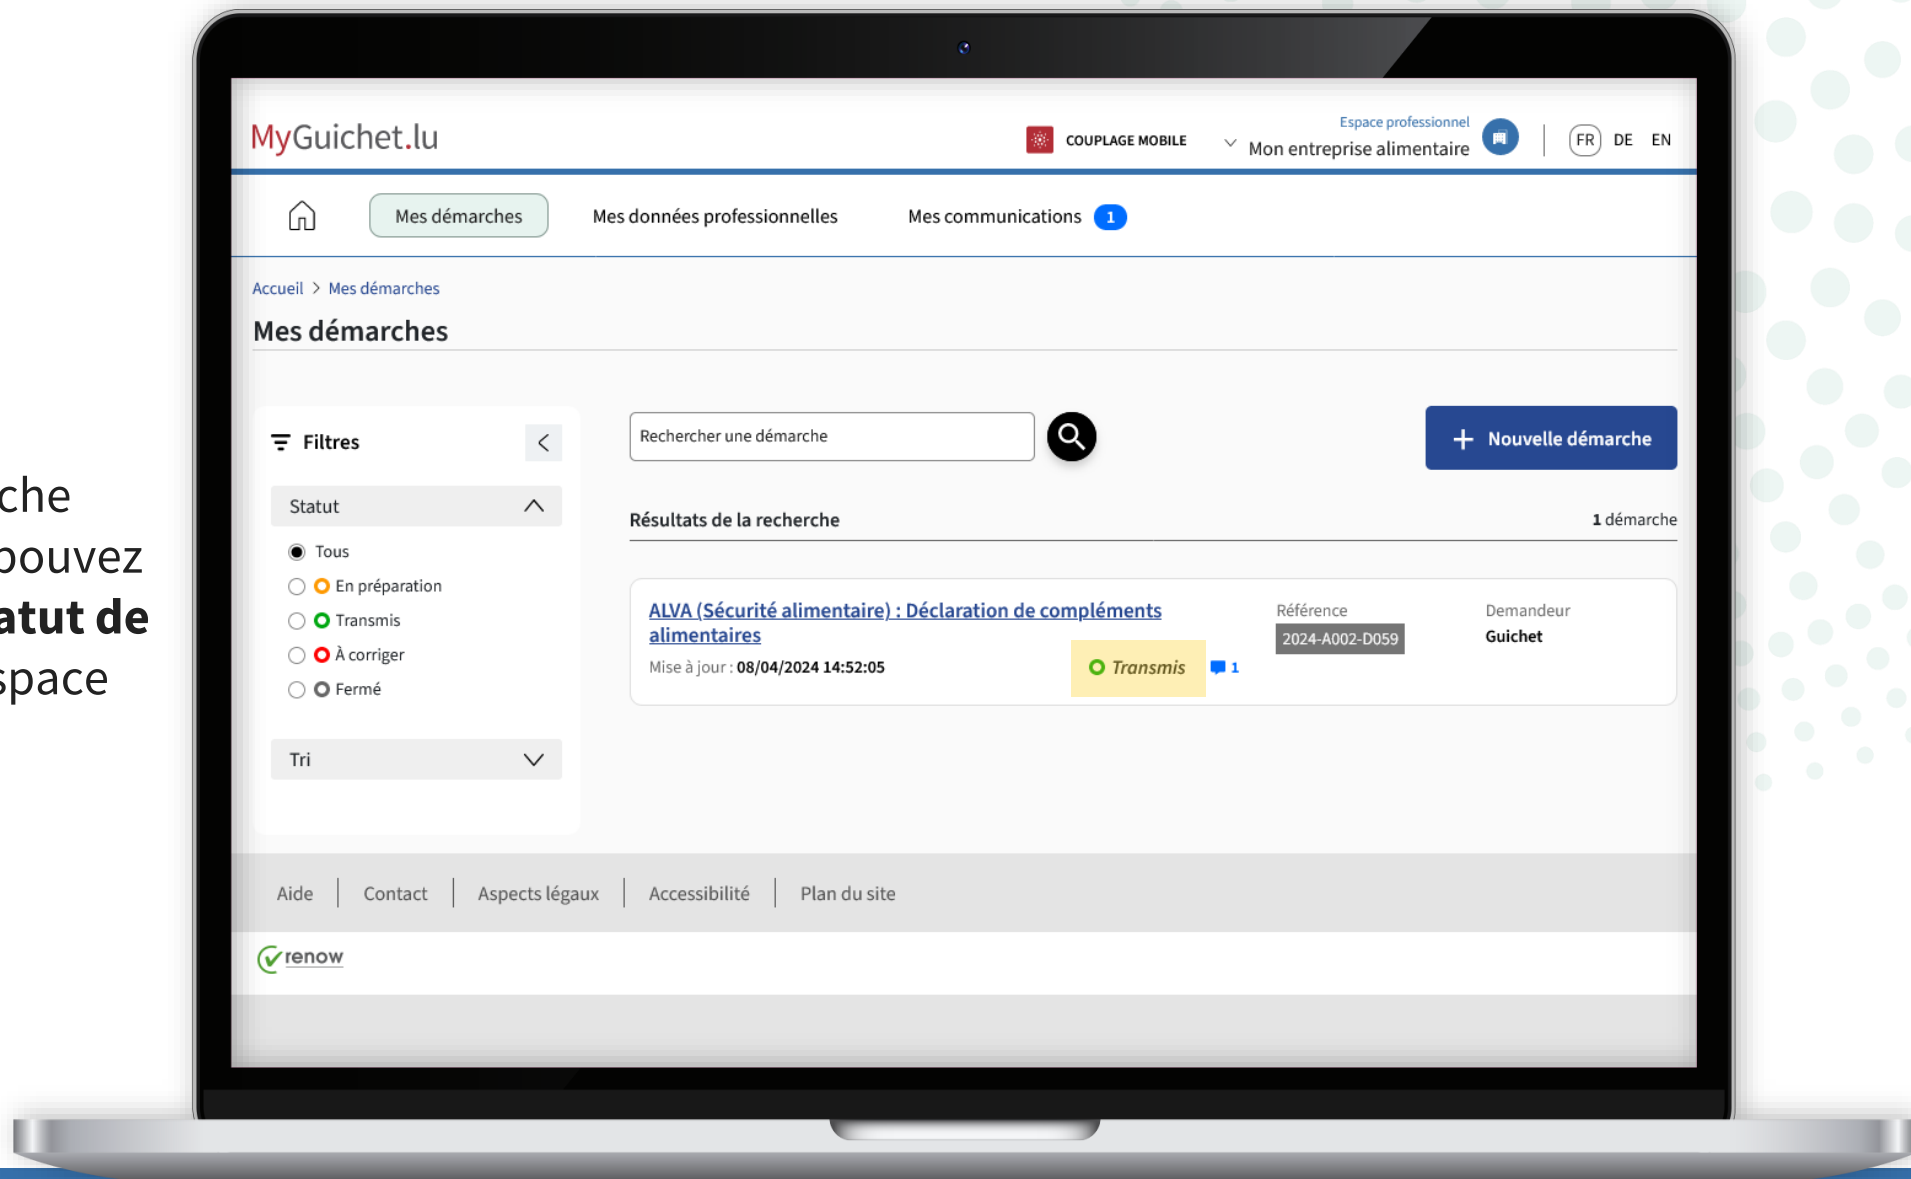 che
pouvez
atut de
space
MyGuichet.lu
COUPLAGE MOBILE
Espace professionnel
Mon entreprise alimentaire
FR DE EN
Mes démarches
Mes données professionnelles
Mes communications 1
Accueil > Mes démarches
Mes démarches
Filtres
Statut
Tous
En préparation
Transmis
À corriger
Fermé
Tri
Rechercher une démarche
+ Nouvelle démarche
Résultats de la recherche
1 démarche
ALVA (Sécurité alimentaire) : Déclaration de compléments
alimentaires
Mise à jour : 08/04/2024 14:52:05
Transmis
1
Référence
2024-A002-D059
Demandeur
Guichet
Aide | Contact | Aspects légaux | Accessibilité | Plan du site
renow